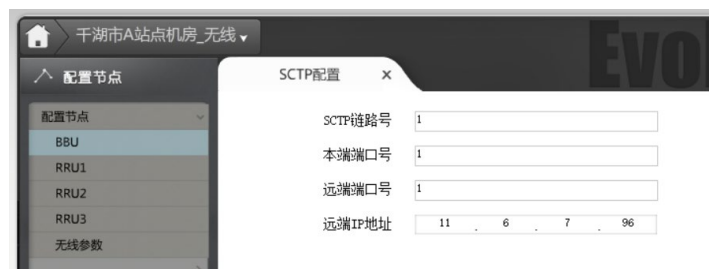 千湖市A站点机房_无线
Evo
配置节点
SCTP配置 x
配置节点
BBU
RRU1
RRU2
RRU3
无线参数
SCTP链路号 1
本端端口号 1
远端端口号 1
远端IP地址 11 . 6 . 7 . 96